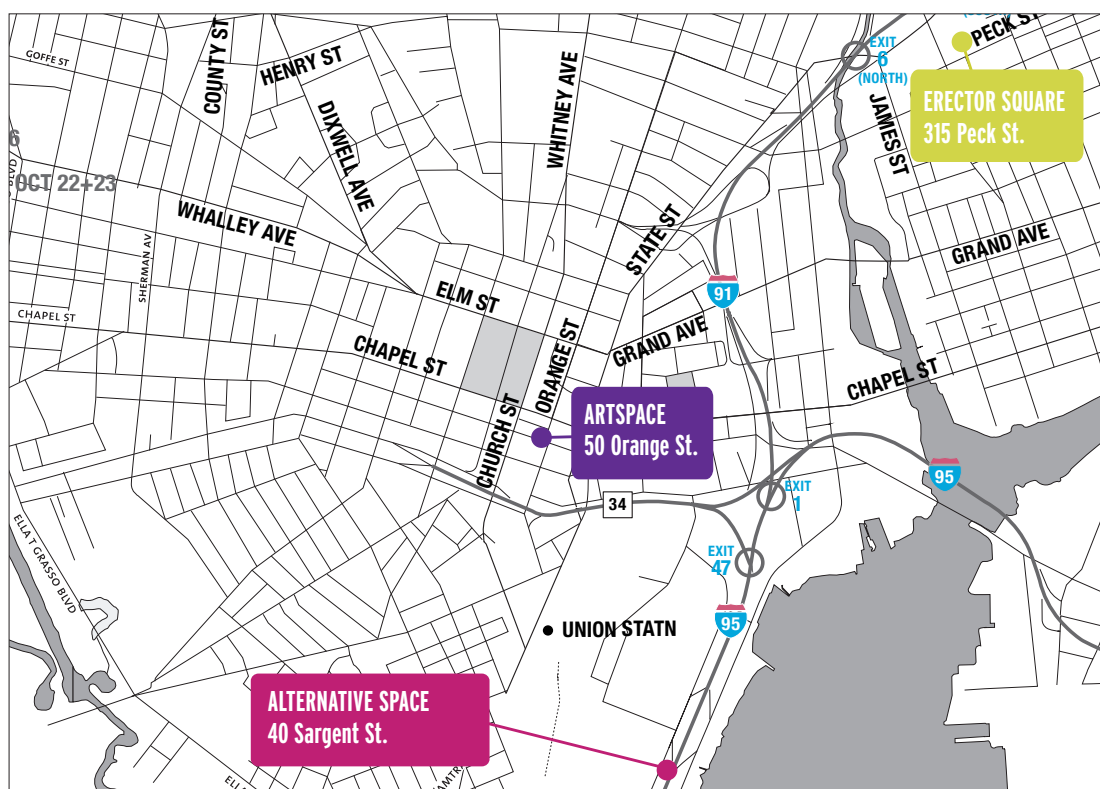 GOFFE ST
COUNTY ST
HENRY ST
DIXWELL AVE
WHITNEY AVE
EXIT
6
(NORTH)
PECK ST
ERECTOR SQUARE
315 Peck St.
JAMES ST
6
BLVD
OCT 22+23
WHALLEY AVE
SHERMAN AV
STATE ST
GRAND AVE
ELM ST
91
CHAPEL ST
CHAPEL ST
ORANGE ST
GRAND AVE
CHAPEL ST
CHURCH ST
ARTSPACE
50 Orange St.
34
EXIT
1
95
EXIT
47
ELLA T GRASSO BLVD
95
UNION STATN
ALTERNATIVE SPACE
40 Sargent St.